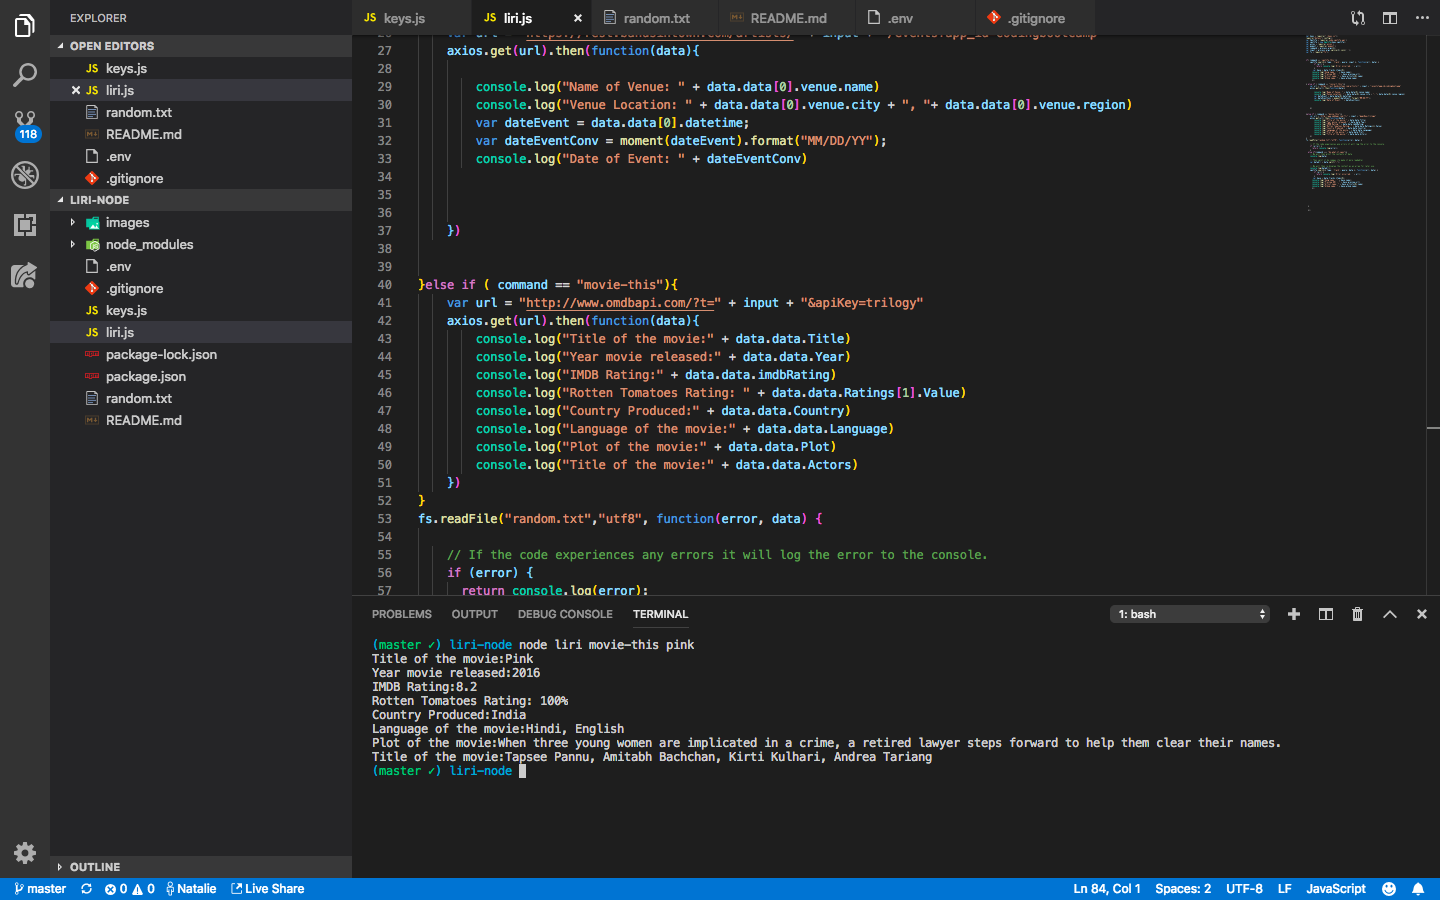 EXPLORER
OPEN EDITORS
JS keys.js
JS liri.js
random.txt
README.md
.env
.gitignore
LIRI-NODE
images
node_modules
.env
.gitignore
JS keys.js
JS liri.js
package-lock.json
package.json
random.txt
README.md
OUTLINE
118
JS keys.js
JS liri.js
random.txt
README.md
.env
.gitignore
27 axios.get(url).then(function(data){
28
29 console.log("Name of Venue: " + data.data[0].venue.name)
30 console.log("Venue Location: " + data.data[0].venue.city + ", "+ data.data[0].venue.region)
31 var dateEvent = data.data[0].datetime;
32 var dateEventConv = moment(dateEvent).format("MM/DD/YY");
33 console.log("Date of Event: " + dateEventConv)
34
35
36
37 })
38
39
40 }else if ( command == "movie-this"){
41 var url = "http://www.omdbapi.com/?t=" + input + "&apiKey=trilogy"
42 axios.get(url).then(function(data){
43 console.log("Title of the movie:" + data.data.Title)
44 console.log("Year movie released:" + data.data.Year)
45 console.log("IMDB Rating:" + data.data.imdbRating)
46 console.log("Rotten Tomatoes Rating: " + data.data.Ratings[1].Value)
47 console.log("Country Produced:" + data.data.Country)
48 console.log("Language of the movie:" + data.data.Language)
49 console.log("Plot of the movie:" + data.data.Plot)
50 console.log("Title of the movie:" + data.data.Actors)
51 })
52 }
53 fs.readFile("random.txt","utf8", function(error, data) {
54
55 // If the code experiences any errors it will log the error to the console.
56 if (error) {
57 return console.log(error);
PROBLEMS OUTPUT DEBUG CONSOLE TERMINAL 1: bash
(master ✓) liri-node node liri movie-this pink
Title of the movie:Pink
Year movie released:2016
IMDB Rating:8.2
Rotten Tomatoes Rating: 100%
Country Produced:India
Language of the movie:Hindi, English
Plot of the movie:When three young women are implicated in a crime, a retired lawyer steps forward to help them clear their names.
Title of the movie:Tapsee Pannu, Amitabh Bachchan, Kirti Kulhari, Andrea Tariang
(master ✓) liri-node
master 0 0 Natalie Live Share Ln 84, Col 1 Spaces: 2 UTF-8 LF JavaScript